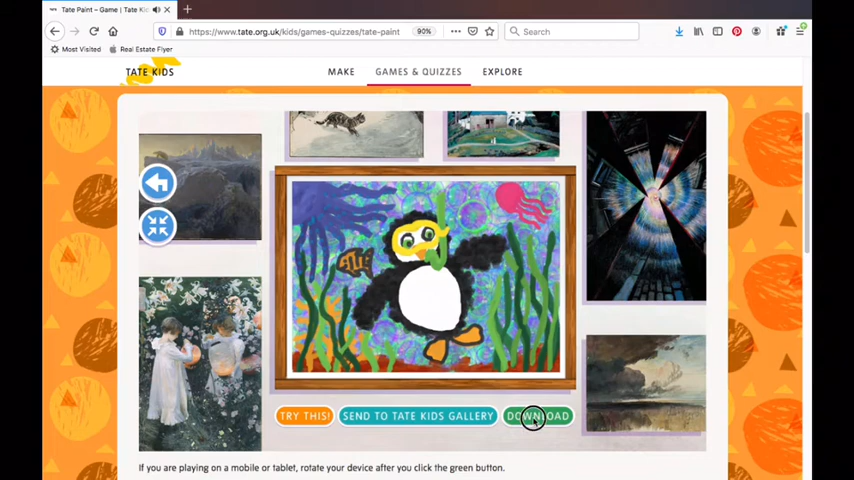 Tate Paint – Game | Tate Ki
https://www.tate.org.uk/kids/games-quizzes/tate-paint
90%
Search
Most Visited
Real Estate Flyer
TATE KIDS
MAKE
GAMES & QUIZZES
EXPLORE
TRY THIS!
SEND TO TATE KIDS GALLERY
DOWNLOAD
If you are playing on a mobile or tablet, rotate your device after you click the green button.